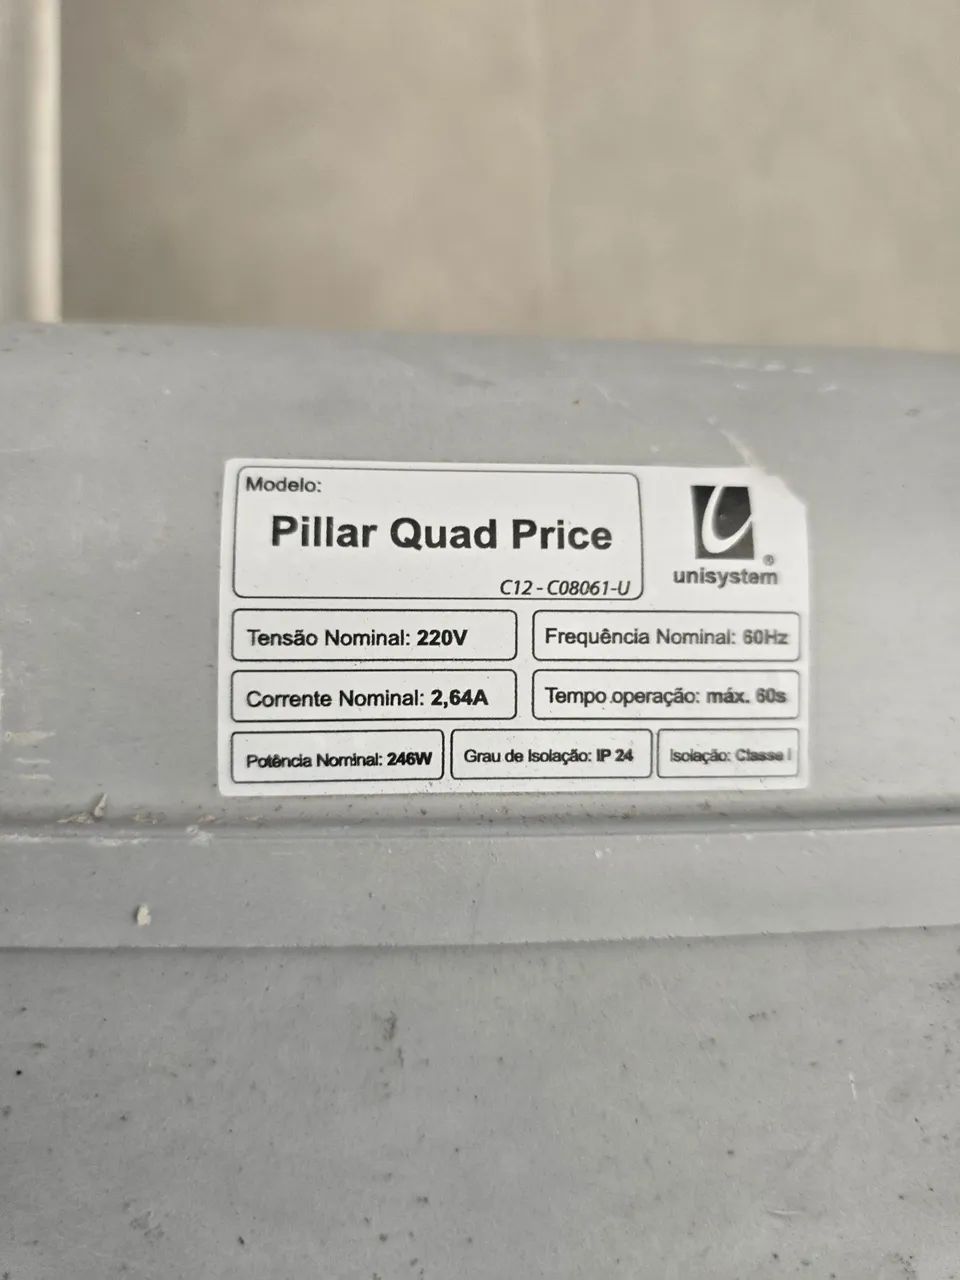 Modelo:
Pillar Quad Price
C12 - C08061-U
unisystem®
Tensão Nominal: 220V
Frequência Nominal: 60Hz
Corrente Nominal: 2,64A
Tempo operação: máx. 60s
Potência Nominal: 246W
Grau de Isolação: IP 24
Isolação: Classe I